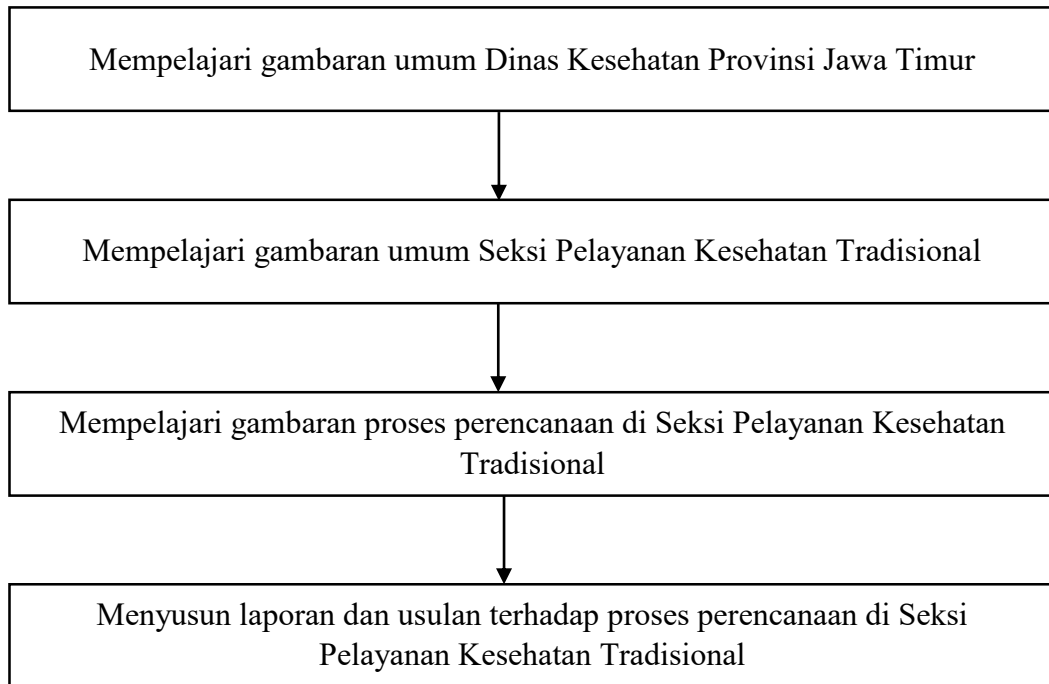 Mempelajari gambaran umum Dinas Kesehatan Provinsi Jawa Timur
Mempelajari gambaran umum Seksi Pelayanan Kesehatan Tradisional
Mempelajari gambaran proses perencanaan di Seksi Pelayanan Kesehatan
Tradisional
Menyusun laporan dan usulan terhadap proses perencanaan di Seksi
Pelayanan Kesehatan Tradisional